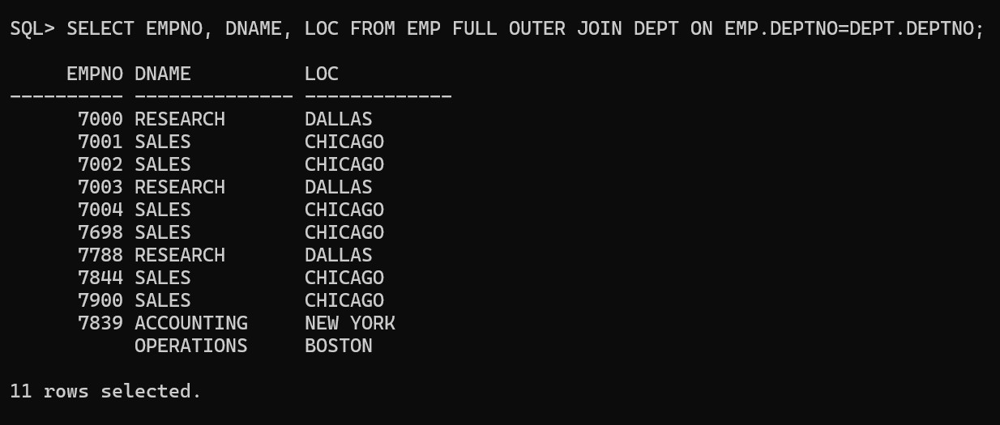 SQL> SELECT EMPNO, DNAME, LOC FROM EMP FULL OUTER JOIN DEPT ON EMP.DEPTNO=DEPT.DEPTNO;
     EMPNO DNAME          LOC
---------- -------------- -------------
      7000 RESEARCH       DALLAS
      7001 SALES          CHICAGO
      7002 SALES          CHICAGO
      7003 RESEARCH       DALLAS
      7004 SALES          CHICAGO
      7698 SALES          CHICAGO
      7788 RESEARCH       DALLAS
      7844 SALES          CHICAGO
      7900 SALES          CHICAGO
      7839 ACCOUNTING     NEW YORK
           OPERATIONS     BOSTON
11 rows selected.